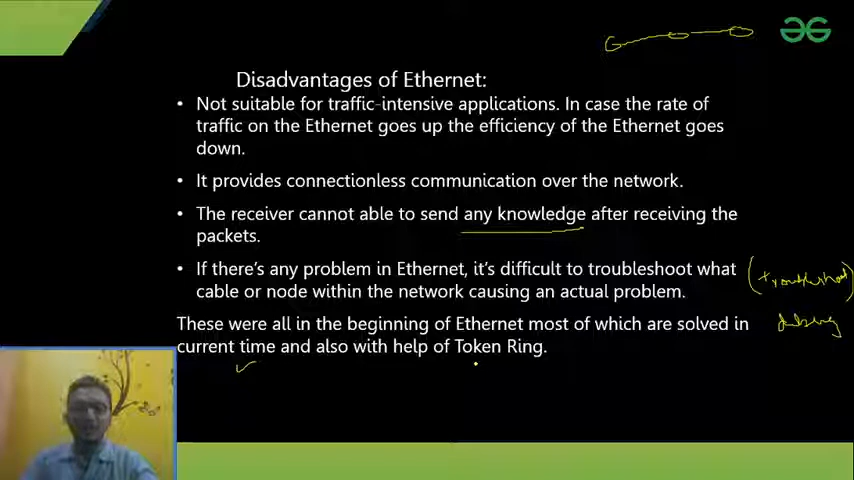 Disadvantages of Ethernet:
• Not suitable for traffic-intensive applications. In case the rate of
traffic on the Ethernet goes up the efficiency of the Ethernet goes
down.
• It provides connectionless communication over the network.
• The receiver cannot able to send any knowledge after receiving the
packets.
• If there's any problem in Ethernet, it's difficult to troubleshoot what
cable or node within the network causing an actual problem.
(troubleshoot)
These were all in the beginning of Ethernet most of which are solved in
current time and also with help of Token Ring.